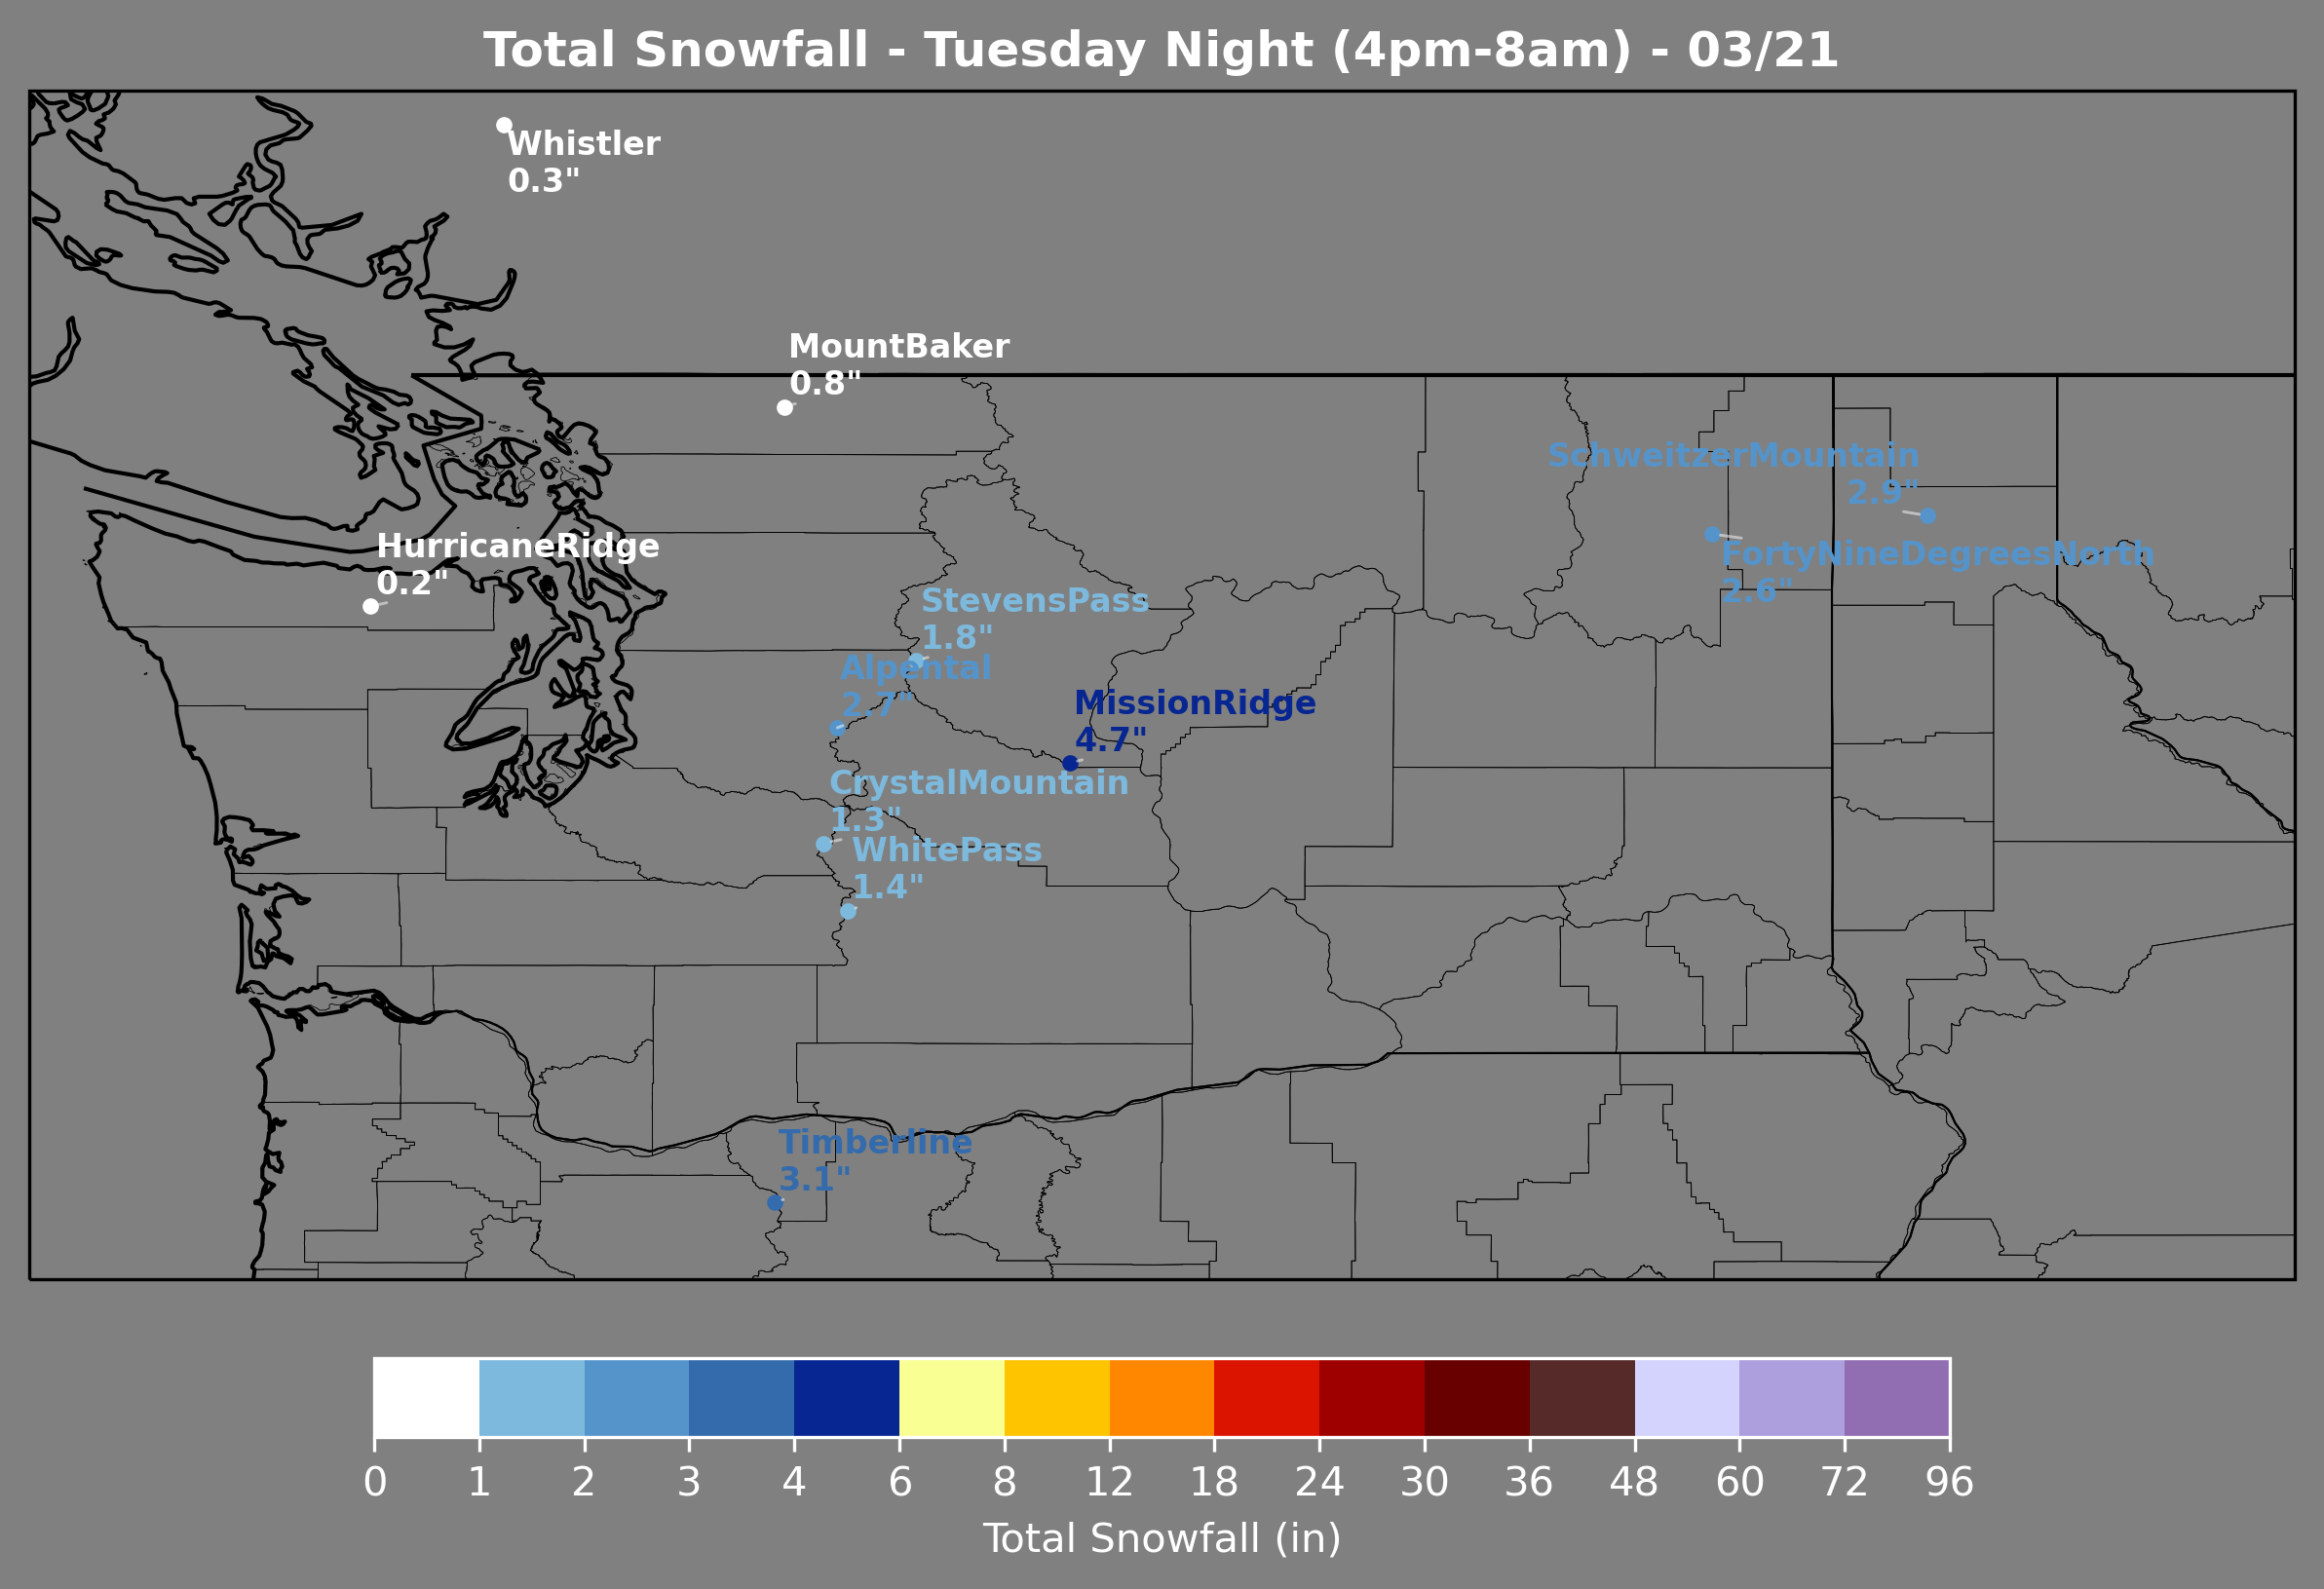 Total Snowfall - Tuesday Night (4pm-8am) - 03/21
Whistler
0.3"
MountBaker
0.8"
SchweitzerMountain
2.9"
HurricaneRidge
0.2"
FortyNineDegreesNorth
2.6"
StevensPass
1.8"
Alpental
2.7"
MissionRidge
4.7"
CrystalMountain
1.3"
WhitePass
1.4"
Timberline
3.1"
0 1 2 3 4 6 8 12 18 24 30 36 48 60 72 96
Total Snowfall (in)